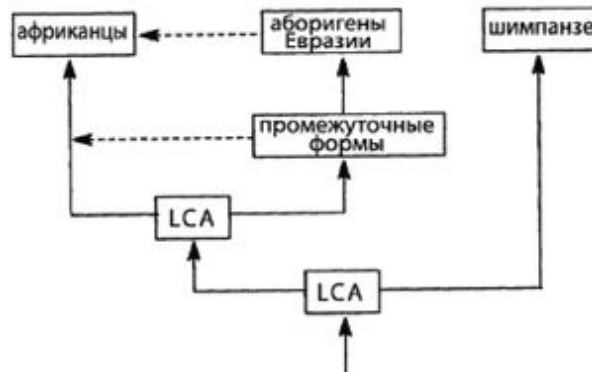 африканцы
аборигены
Евразии
шимпанзе
промежуточные
формы
LCA
LCA